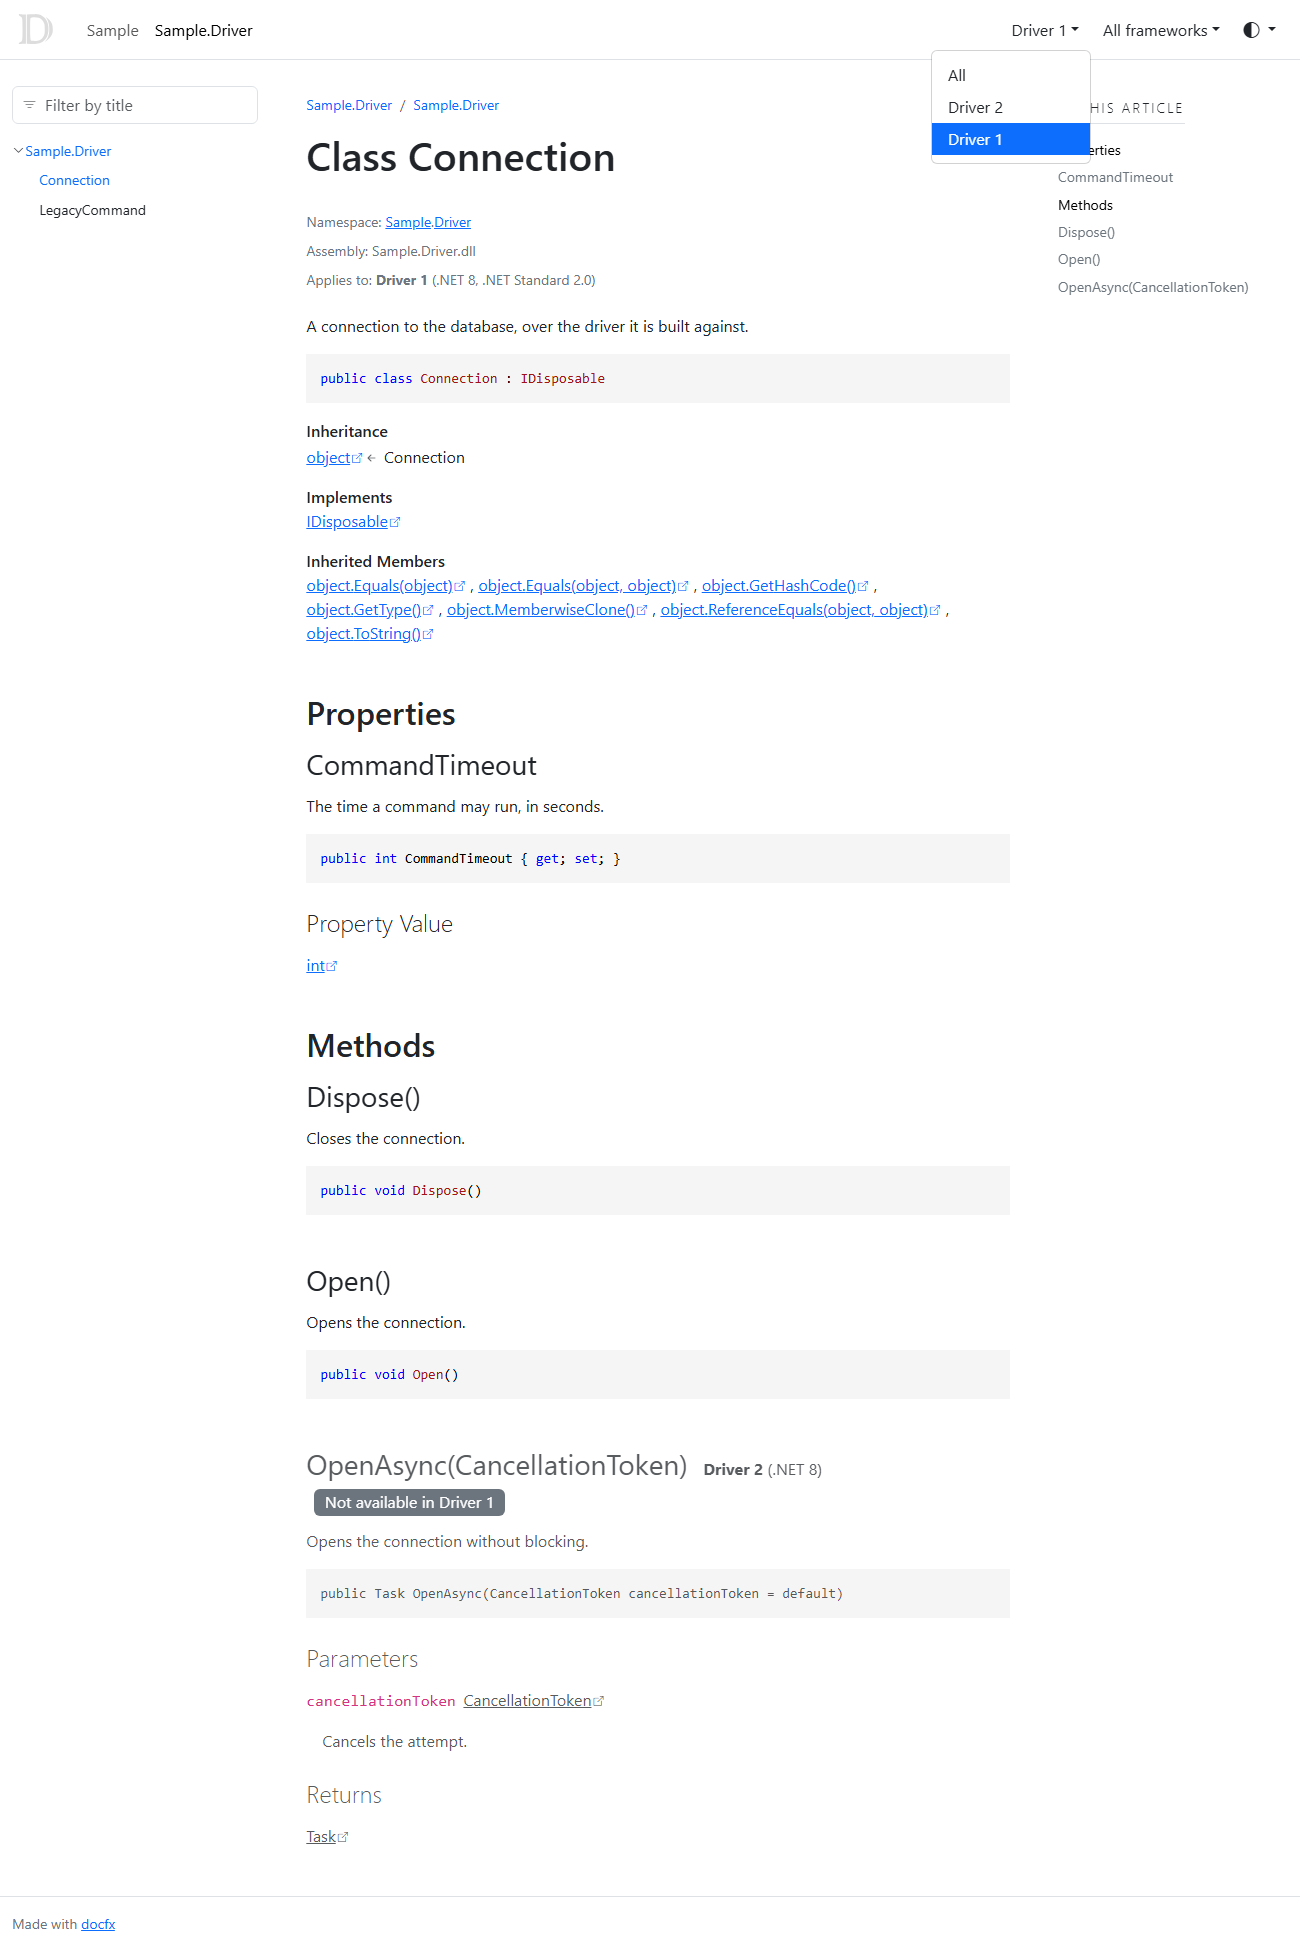 D
Sample
Sample.Driver
Driver 1
All frameworks
All
Driver 2
Driver 1
Filter by title
Sample.Driver
Connection
LegacyCommand
Sample.Driver / Sample.Driver
Class Connection
Namespace: Sample.Driver
Assembly: Sample.Driver.dll
Applies to: Driver 1 (.NET 8, .NET Standard 2.0)
A connection to the database, over the driver it is built against.
public class Connection : IDisposable
Inheritance
object ← Connection
Implements
IDisposable
Inherited Members
object.Equals(object) , object.Equals(object, object) , object.GetHashCode() ,
object.GetType() , object.MemberwiseClone() , object.ReferenceEquals(object, object) ,
object.ToString()
Properties
CommandTimeout
The time a command may run, in seconds.
public int CommandTimeout { get; set; }
Property Value
int
Methods
Dispose()
Closes the connection.
public void Dispose()
Open()
Opens the connection.
public void Open()
OpenAsync(CancellationToken) Driver 2 (.NET 8)
Not available in Driver 1
Opens the connection without blocking.
public Task OpenAsync(CancellationToken cancellationToken = default)
Parameters
cancellationToken CancellationToken
Cancels the attempt.
Returns
Task
HIS ARTICLE
erties
CommandTimeout
Methods
Dispose()
Open()
OpenAsync(CancellationToken)
Made with docfx